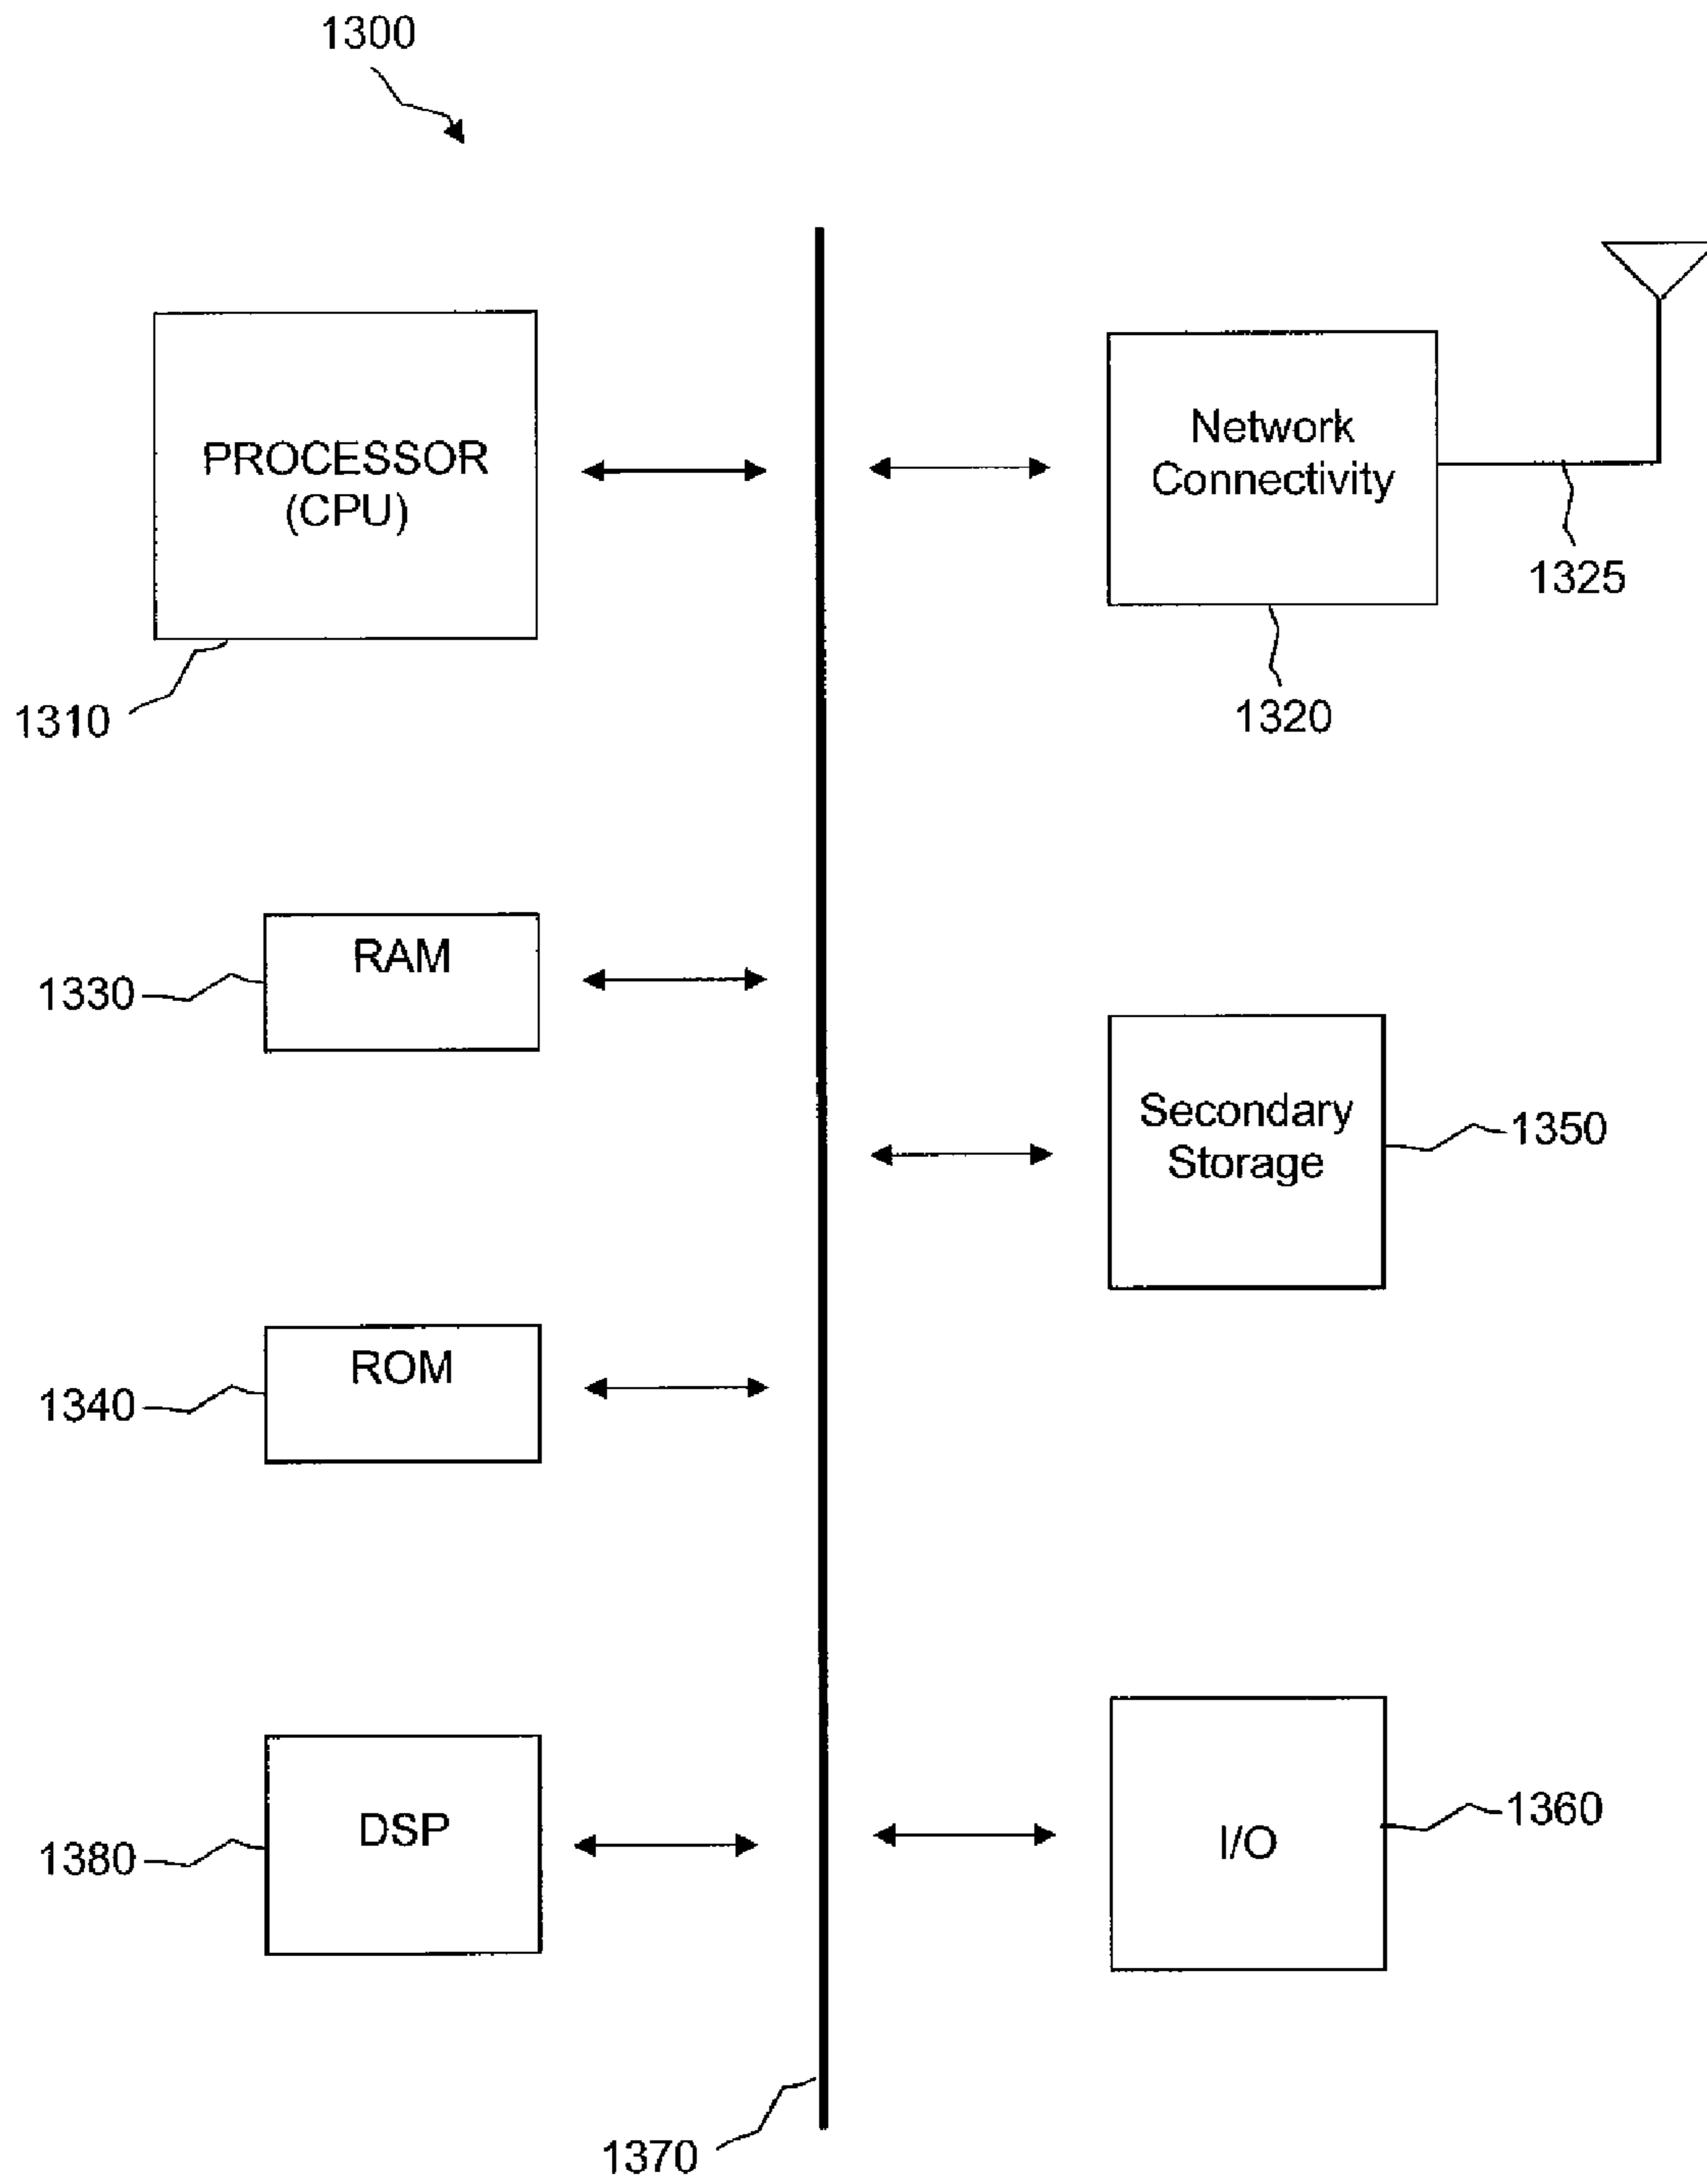 1300
PROCESSOR
(CPU)
1310
Network
Connectivity
1325
1320
RAM
1330
Secondary
Storage
1350
ROM
1340
DSP
1380
I/O
1360
1370